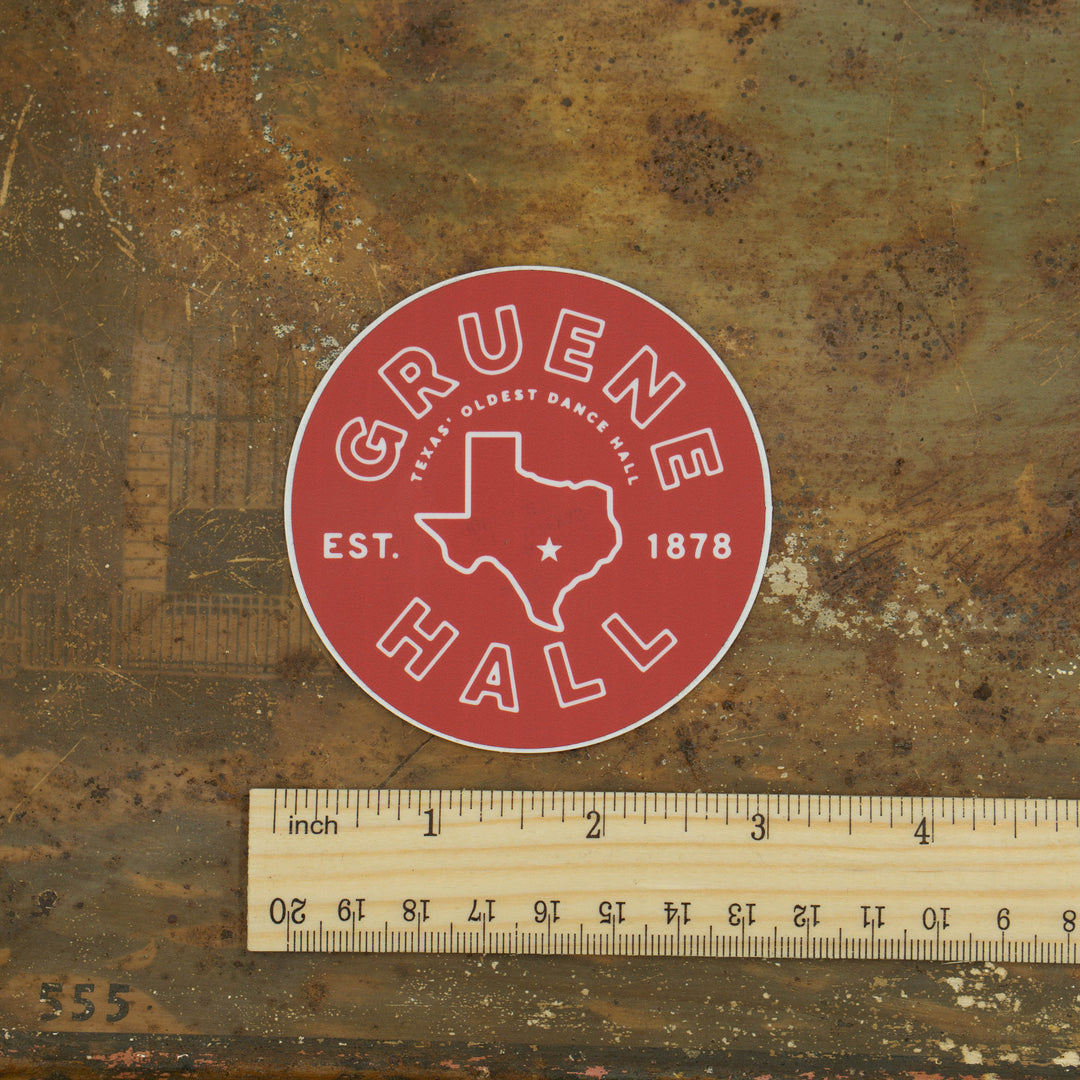 GRUENE
TEXAS' OLDEST DANCE HALL
EST. 1878
HALL
inch 1 2 3 4
20 19 18 17 16 15 14 13 12 11 10 9 8
555